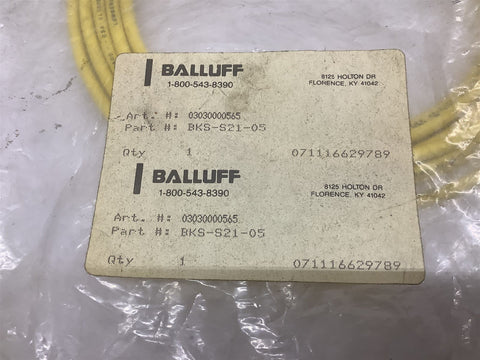 BALLUFF
1-800-543-8390
8125 HOLTON DR
FLORENCE, KY 41042
Art. #: 03030000565
Part #: BKS-S21-05
Qty 1 071116629789
BALLUFF
1-800-543-8390
8125 HOLTON DR
FLORENCE, KY 41042
Art. #: 03030000565
Part #: BKS-S21-05
Qty 1 071116629789